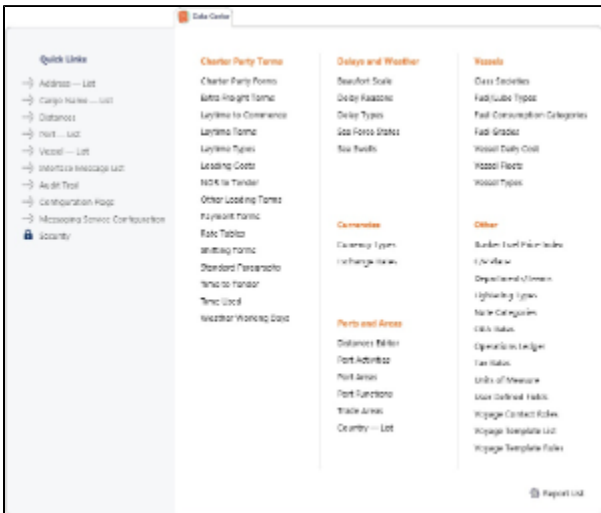 Data Center
Quick Links
Address — List
Cargo Name — List
Distances
Port — List
Vessel — List
Interface Message List
Audit Trail
Configuration Flags
Messaging Service Configuration
Security
Charter Party Terms
Charter Party Forms
Extra Freight Terms
Laytime to Commence
Laytime Terms
Laytime Types
Loading Costs
NOR to Tender
Other Loading Terms
Payment Terms
Rate Tables
Shifting Terms
Standard Paragraphs
Time to Tender
Time Used
Weather Working Days
Delays and Weather
Beaufort Scale
Delay Reasons
Delay Types
Sea Force States
Sea Swells
Currencies
Currency Types
Exchange Rates
Ports and Areas
Distances Editor
Port Activities
Port Areas
Port Functions
Trade Areas
Country — List
Vessels
Class Societies
Fuel/Lube Types
Fuel Consumption Categories
Fuel Grades
Vessel Daily Cost
Vessel Fleets
Vessel Types
Other
Bunker Fuel Price Index
Departments/Teams
Lightering Types
Note Categories
Rates
Operations Ledger
Tax Rates
Units of Measure
User Defined Fields
Voyage Contact Roles
Voyage Template List
Voyage Template Rules
Report List